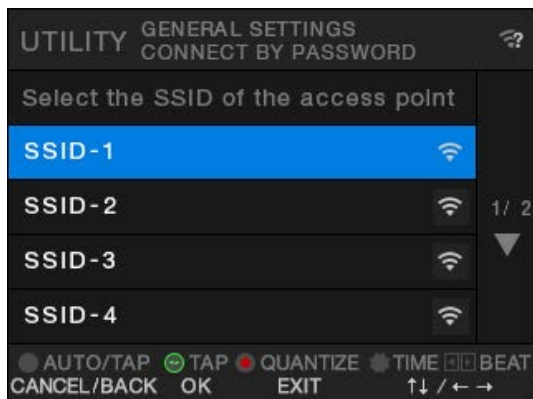 UTILITY GENERAL SETTINGS
CONNECT BY PASSWORD
?
Select the SSID of the access point
SSID-1
SSID-2
1/ 2
SSID-3
SSID-4
AUTO/TAP TAP QUANTIZE TIME BEAT
CANCEL/BACK OK EXIT ↑↓ / ← →